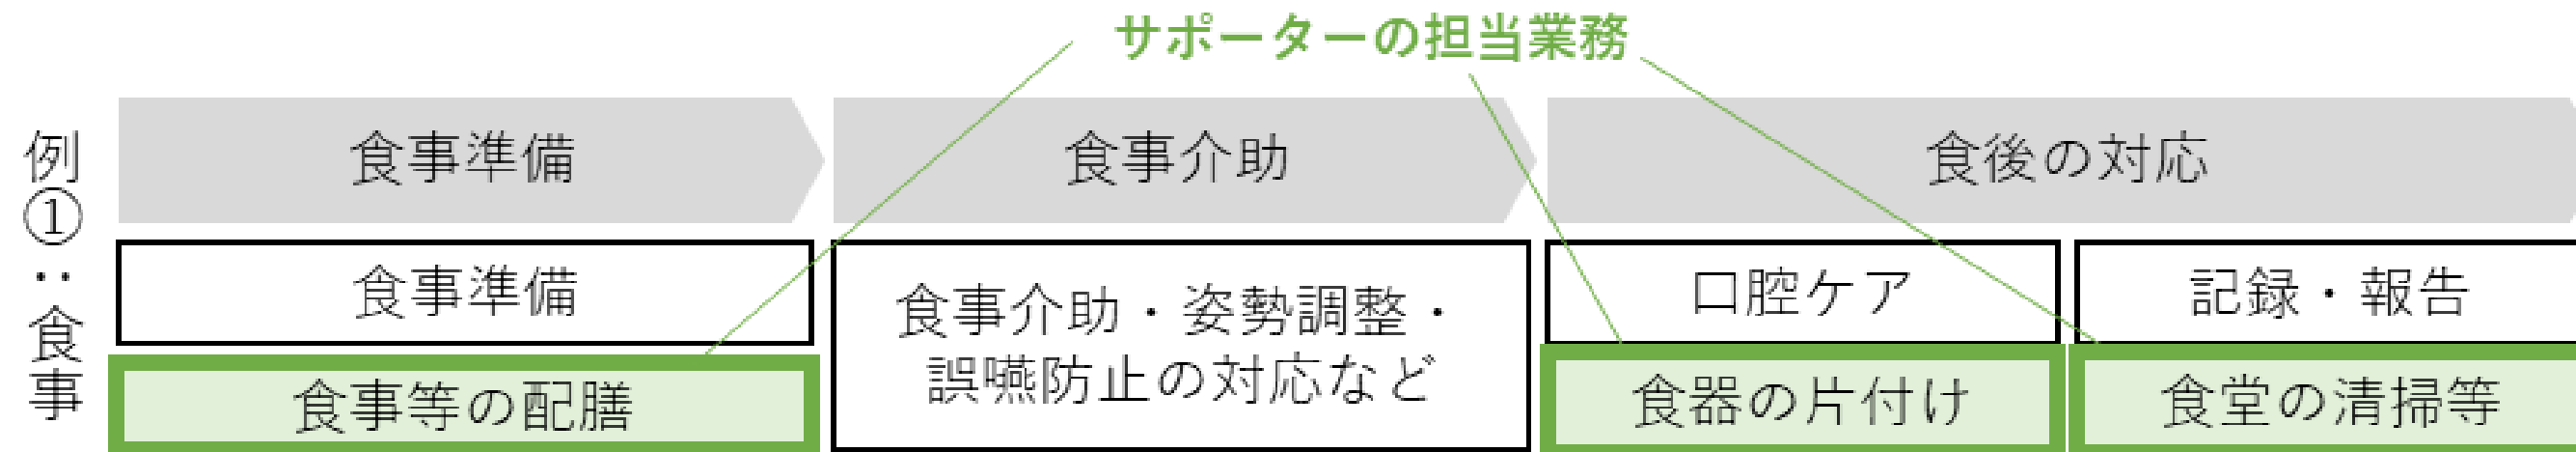 サポーターの担当業務
例①：食事
食事準備
食事介助
食後の対応
食事準備
食事等の配膳
食事介助・姿勢調整・
誤嚥防止の対応など
口腔ケア
記録・報告
食器の片付け
食堂の清掃等